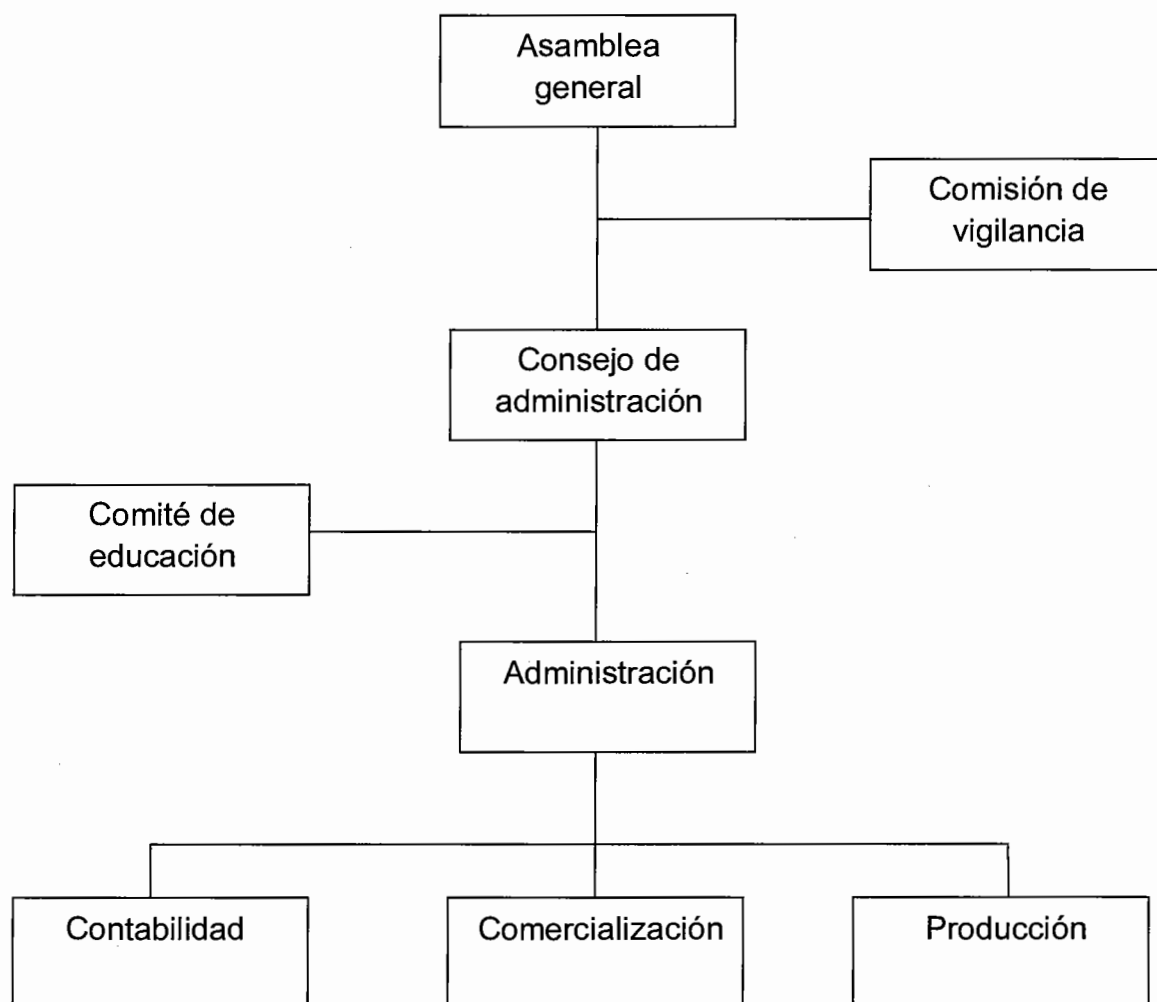 Asamblea
general
Comisión de
vigilancia
Consejo de
administración
Comité de
educación
Administración
Contabilidad
Comercialización
Producción